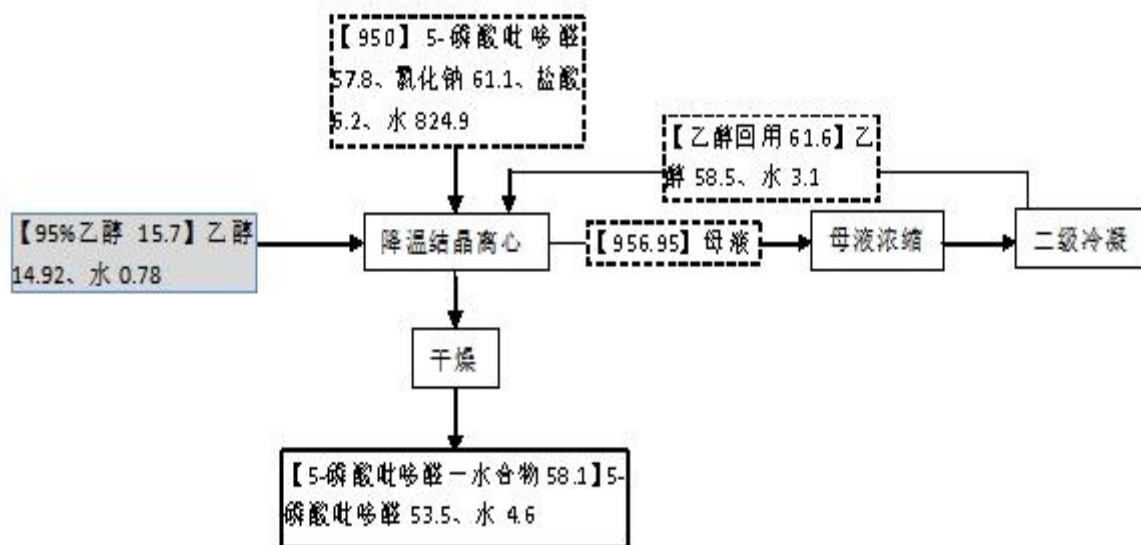 【950】5-磷酸吡哆醛
57.8、氯化钠 61.1、盐酸
6.2、水 824.9
【乙醇回用 61.6】乙
醇 58.5、水 3.1
【95%乙醇 15.7】乙醇
14.92、水 0.78
降温结晶离心
【956.95】母液
母液浓缩
二级冷凝
干燥
【5-磷酸吡哆醛一水合物 58.1】5-
磷酸吡哆醛 53.5、水 4.6